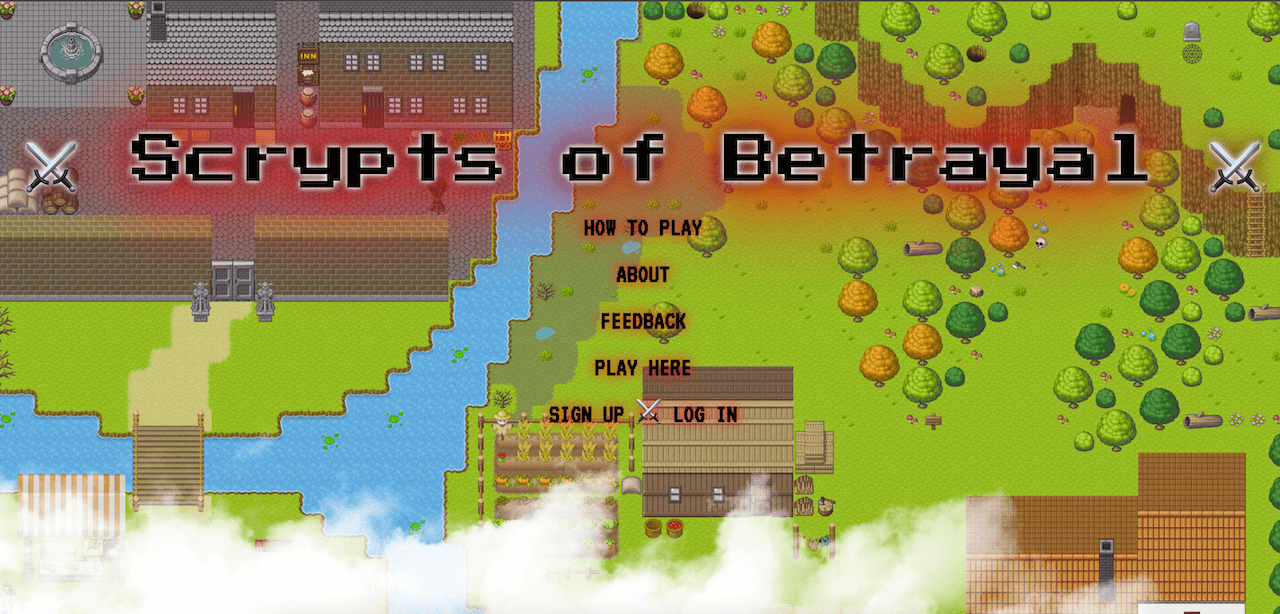 INN
Scrypts of Betrayal
HOW TO PLAY
ABOUT
FEEDBACK
PLAY HERE
SIGN UP LOG IN